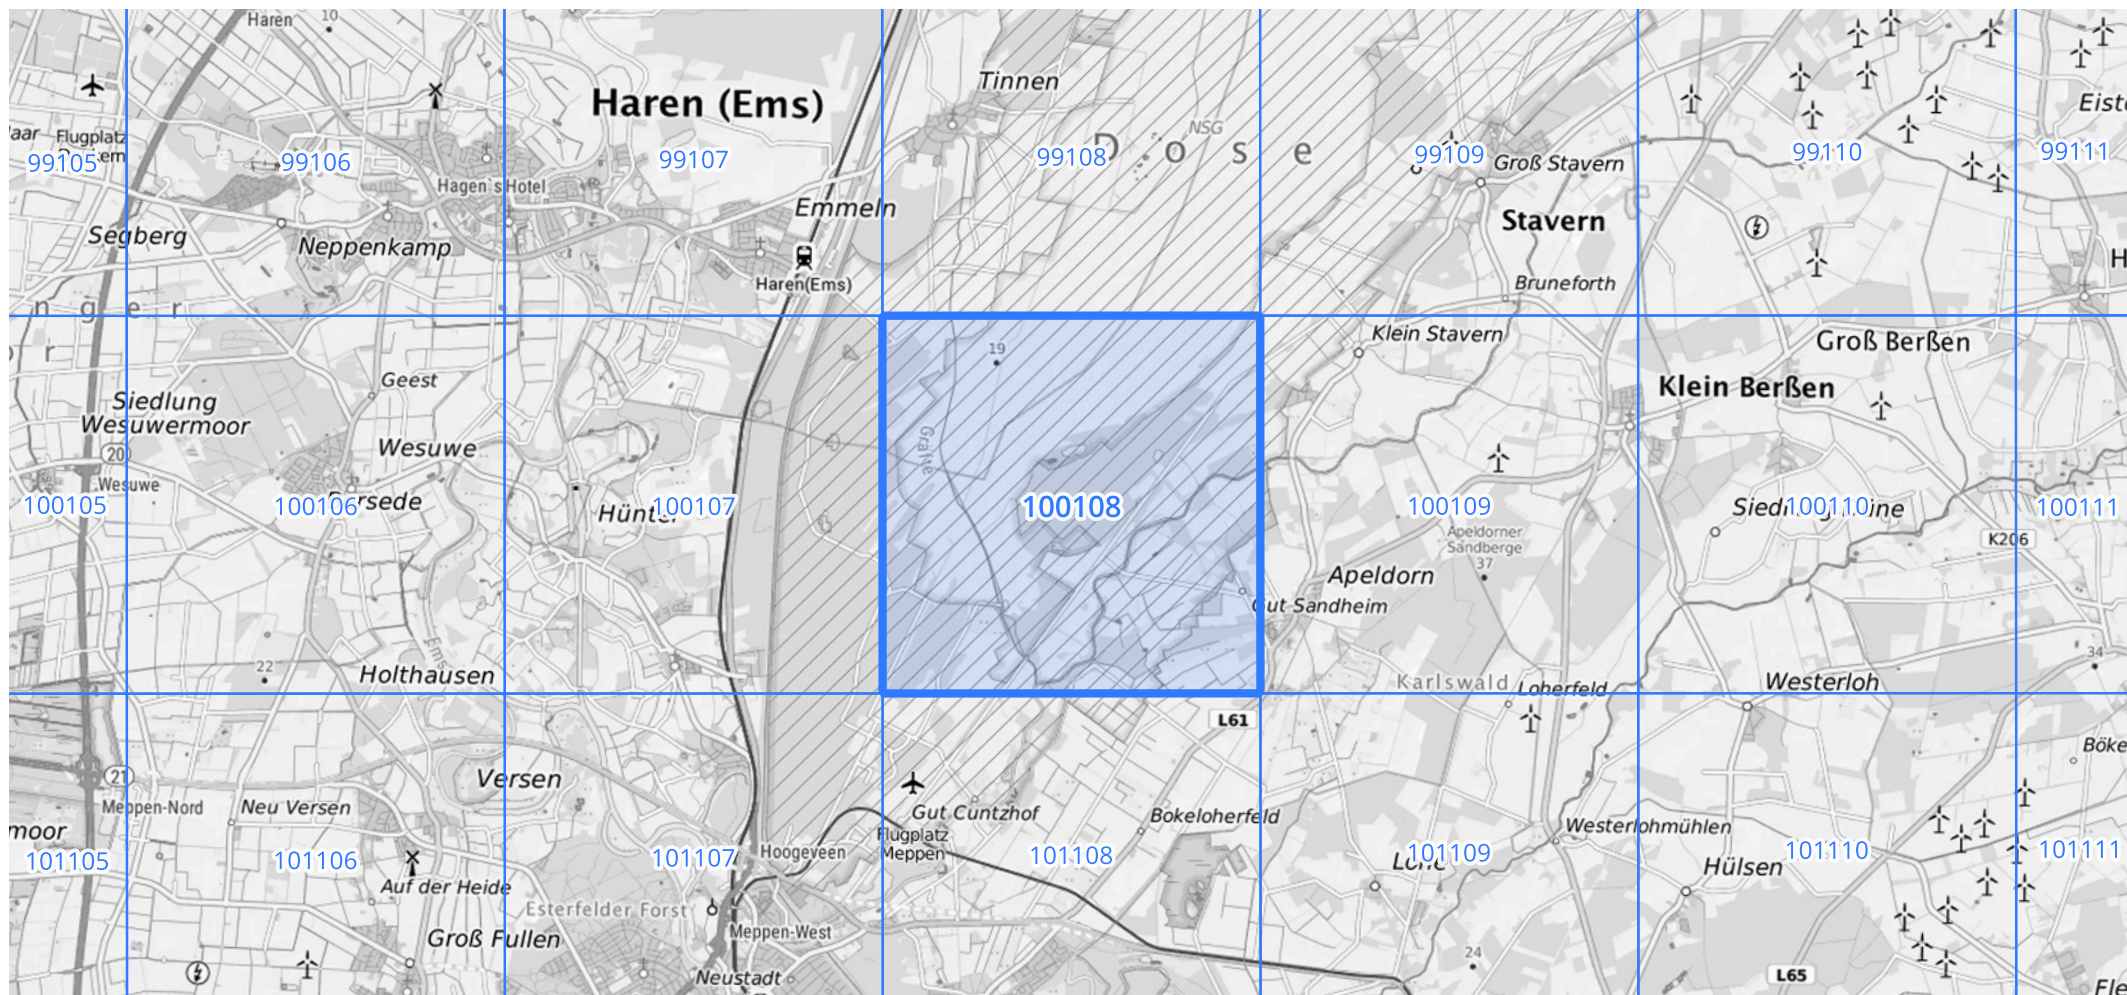 Haren
10
Tinnen
Haren (Ems)
Eiste
NSG
D o s e
aar
Flugplatz
99105
99106
99107
99108
99109
99110
99111
Groß Stavern
Hagen`s Hotel
Emmeln
Stavern
Segberg
Neppenkamp
H
Haren(Ems)
Bruneforth
n g e r
Klein Stavern
Groß Berßen
o r
19
Geest
Klein Berßen
Siedlung
Wesuwermoor
Wesuwe
20
Wesuwe
Graße
100105
100106
100107
100108
100109
100110
100111
Hünte
Apeldorner
Sandberge
37
K206
Apeldorn
Gut Sandheim
Ems
22
Holthausen
34
Karlswald
Loherfeld
Westerloh
L61
Böke
21
Versen
Meppen-Nord
Neu Versen
Gut Cuntzhof
Bokeloherfeld
moor
Flugplatz
Meppen
Westerlohmühlen
Hoogeveen
101105
101106
101107
101108
101109
101110
101111
Hülsen
Auf der Heide
Esterfelder Forst
Meppen-West
Groß Fullen
24
Neustadt
L65
Fle